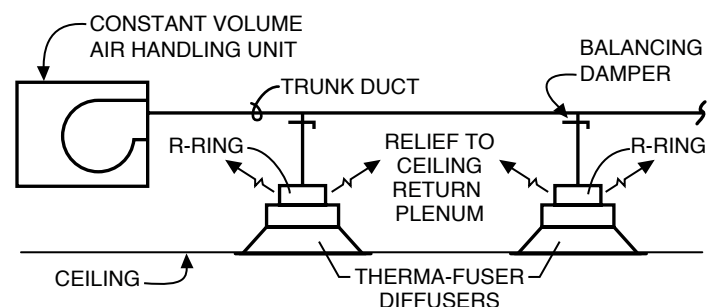 CONSTANT VOLUME
AIR HANDLING UNIT
BALANCING
DAMPER
TRUNK DUCT
R-RING
RELIEF TO
CEILING
RETURN
PLENUM
R-RING
CEILING
THERMA-FUSER
DIFFUSERS